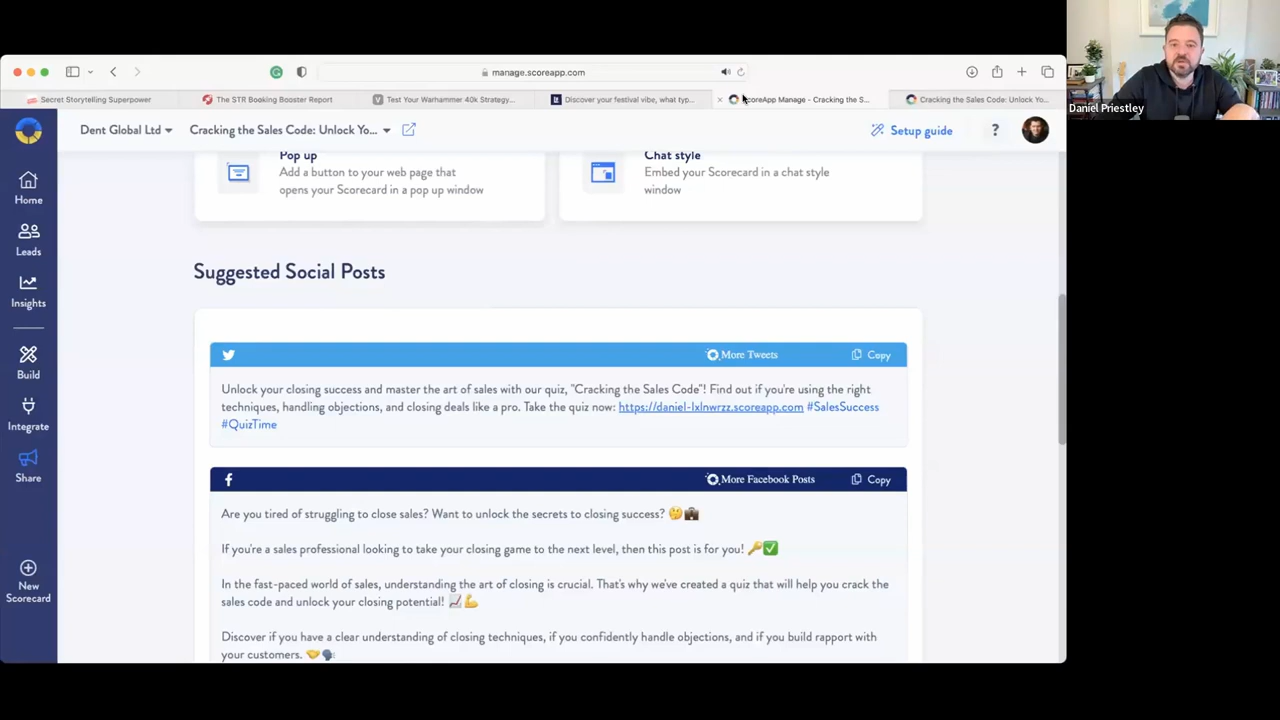 manage.scoreapp.com
Secret Storytelling Superpower
The STR Booking Booster Report
Test Your Warhammer 40k Strategy...
Discover your festival vibe, what typ...
coreApp Manage - Cracking the S...
Cracking the Sales Code: Unlock Yo...
Daniel Priestley
Dent Global Ltd
Cracking the Sales Code: Unlock Yo...
Setup guide
?
Home
Leads
Insights
Build
Integrate
Share
New
Scorecard
Pop up
Add a button to your web page that
opens your Scorecard in a pop up window
Chat style
Embed your Scorecard in a chat style
window
Suggested Social Posts
More Tweets
Copy
Unlock your closing success and master the art of sales with our quiz, "Cracking the Sales Code"! Find out if you're using the right
techniques, handling objections, and closing deals like a pro. Take the quiz now: https://daniel-lxlnwrzz.scoreapp.com #SalesSuccess
#QuizTime
More Facebook Posts
Copy
Are you tired of struggling to close sales? Want to unlock the secrets to closing success? 🤔💼
If you're a sales professional looking to take your closing game to the next level, then this post is for you! 🔑✅
In the fast-paced world of sales, understanding the art of closing is crucial. That's why we've created a quiz that will help you crack the
sales code and unlock your closing potential! 📈💪
Discover if you have a clear understanding of closing techniques, if you confidently handle objections, and if you build rapport with
your customers. 🤝🗣️